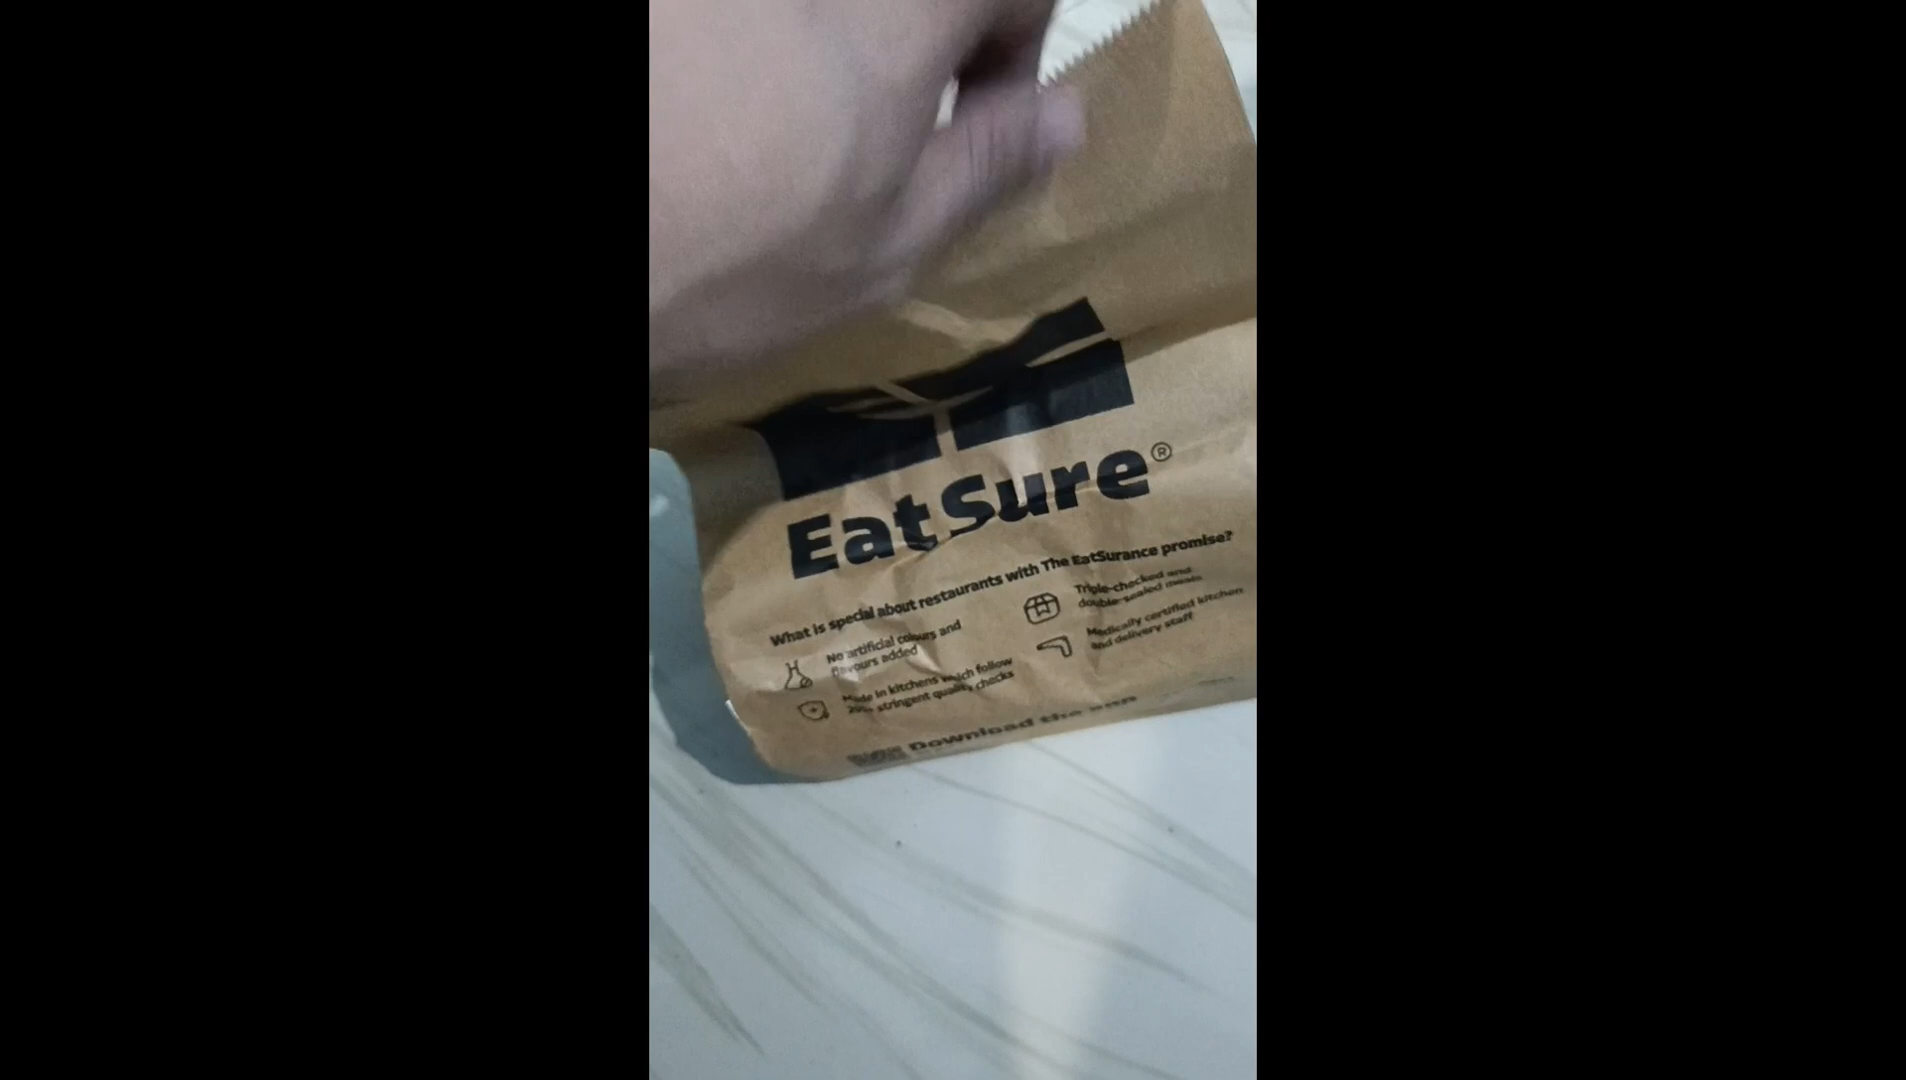 EatSure®
What is special about restaurants with The EatSurance promise?
No artificial colours and
flavours added
Triple-checked and
double-sealed meals
Made in kitchens which follow
stringent quality checks
Medically certified kitchen
and delivery staff
Download the app